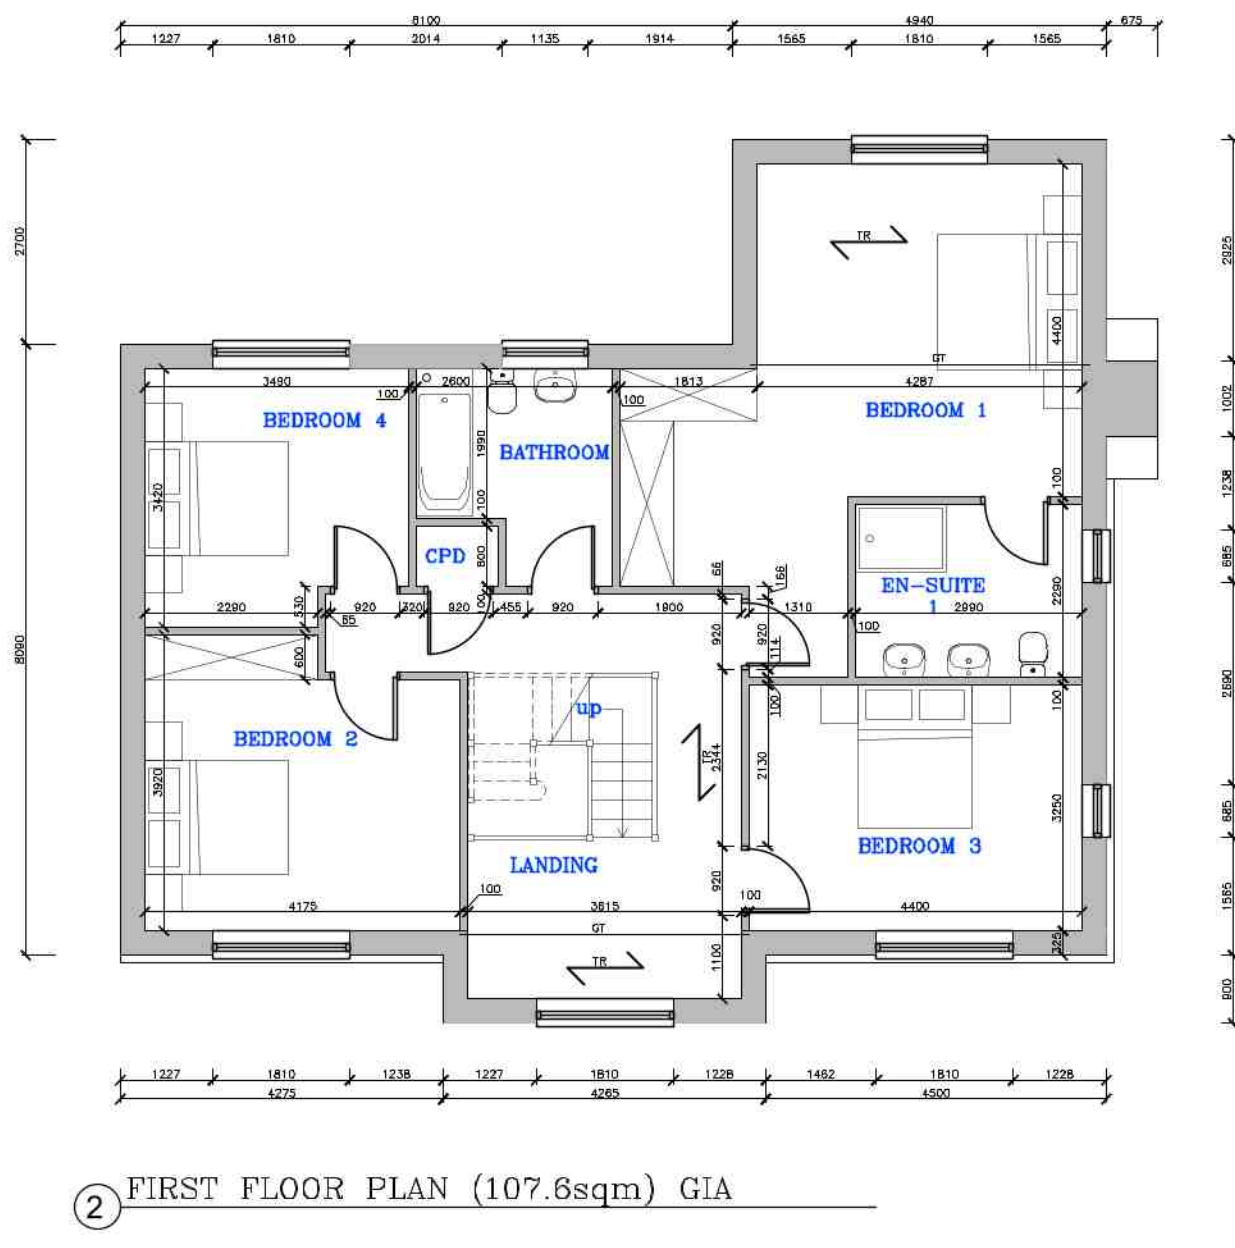 8100 4940 675
1227 1810 2014 1135 1914 1565 1810 1565
2700
2925
TR
4400
GT
3490 2600 1813 4287
100 100
1002
BEDROOM 4 BEDROOM 1
BATHROOM
1990
1238
3420
100 100
CPD
800
685
66 166
EN-SUITE
1
2290
2290 530 920 320 920 100 455 920 1800 1310 2990
65 100
920 920
114
8090
600
100 100
2690
up
BEDROOM 2
TR
2344 2130
3920
3250
685
BEDROOM 3
LANDING
920
100 100
1565
4175 3615 4400
GT
325
TR
1100
900
1227 1810 1238 1227 1810 1228 1462 1810 1228
4275 4265 4500
2 FIRST FLOOR PLAN (107.6sqm) GIA